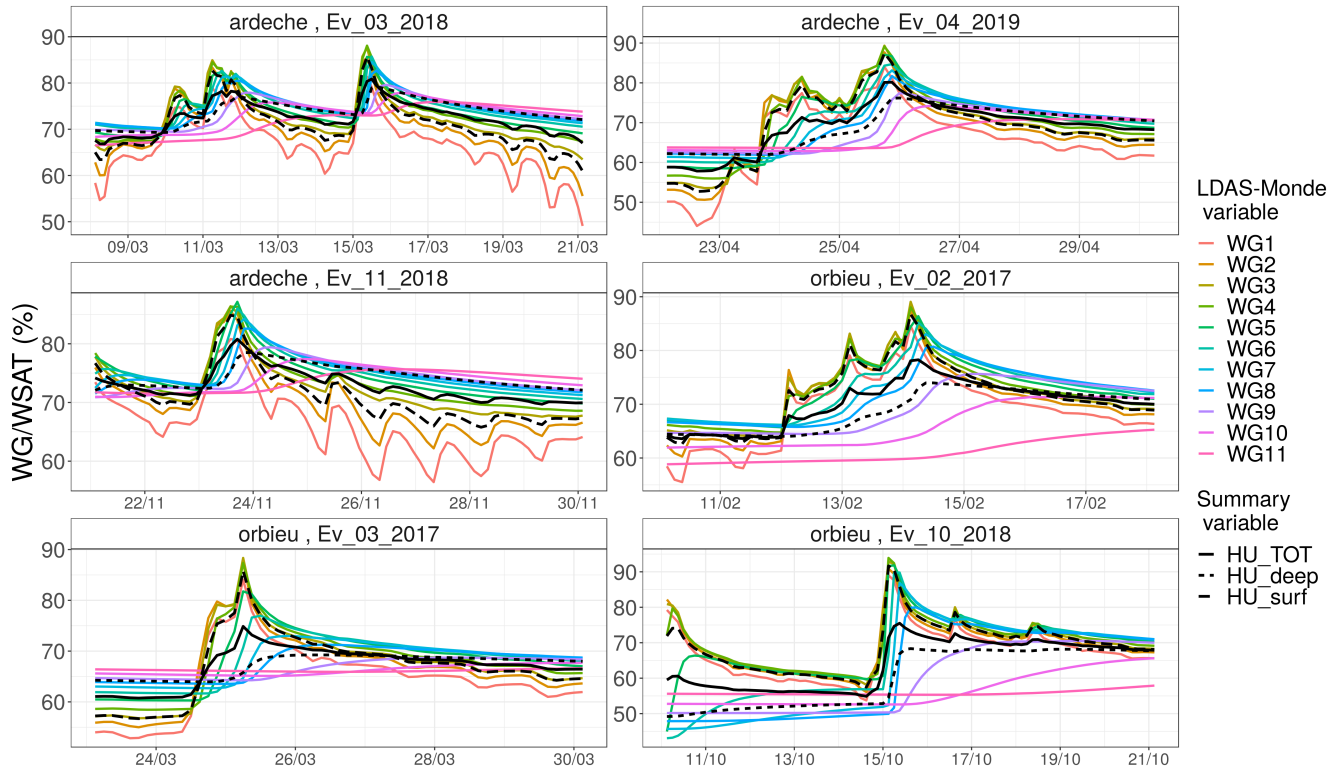 ardeche , Ev_03_2018
ardeche , Ev_04_2019
90
80
70
60
50
09/03 11/03 13/03 15/03 17/03 19/03 21/03
90
80
70
60
50
23/04 25/04 27/04 29/04
ardeche , Ev_11_2018
orbieu , Ev_02_2017
80
70
60
22/11 24/11 26/11 28/11 30/11
90
80
70
60
11/02 13/02 15/02 17/02
orbieu , Ev_03_2017
orbieu , Ev_10_2018
90
80
70
60
24/03 26/03 28/03 30/03
90
80
70
60
50
11/10 13/10 15/10 17/10 19/10 21/10
WG/WSAT (%)
LDAS-Monde
variable
WG1
WG2
WG3
WG4
WG5
WG6
WG7
WG8
WG9
WG10
WG11
Summary
variable
HU_TOT
HU_deep
HU_surf